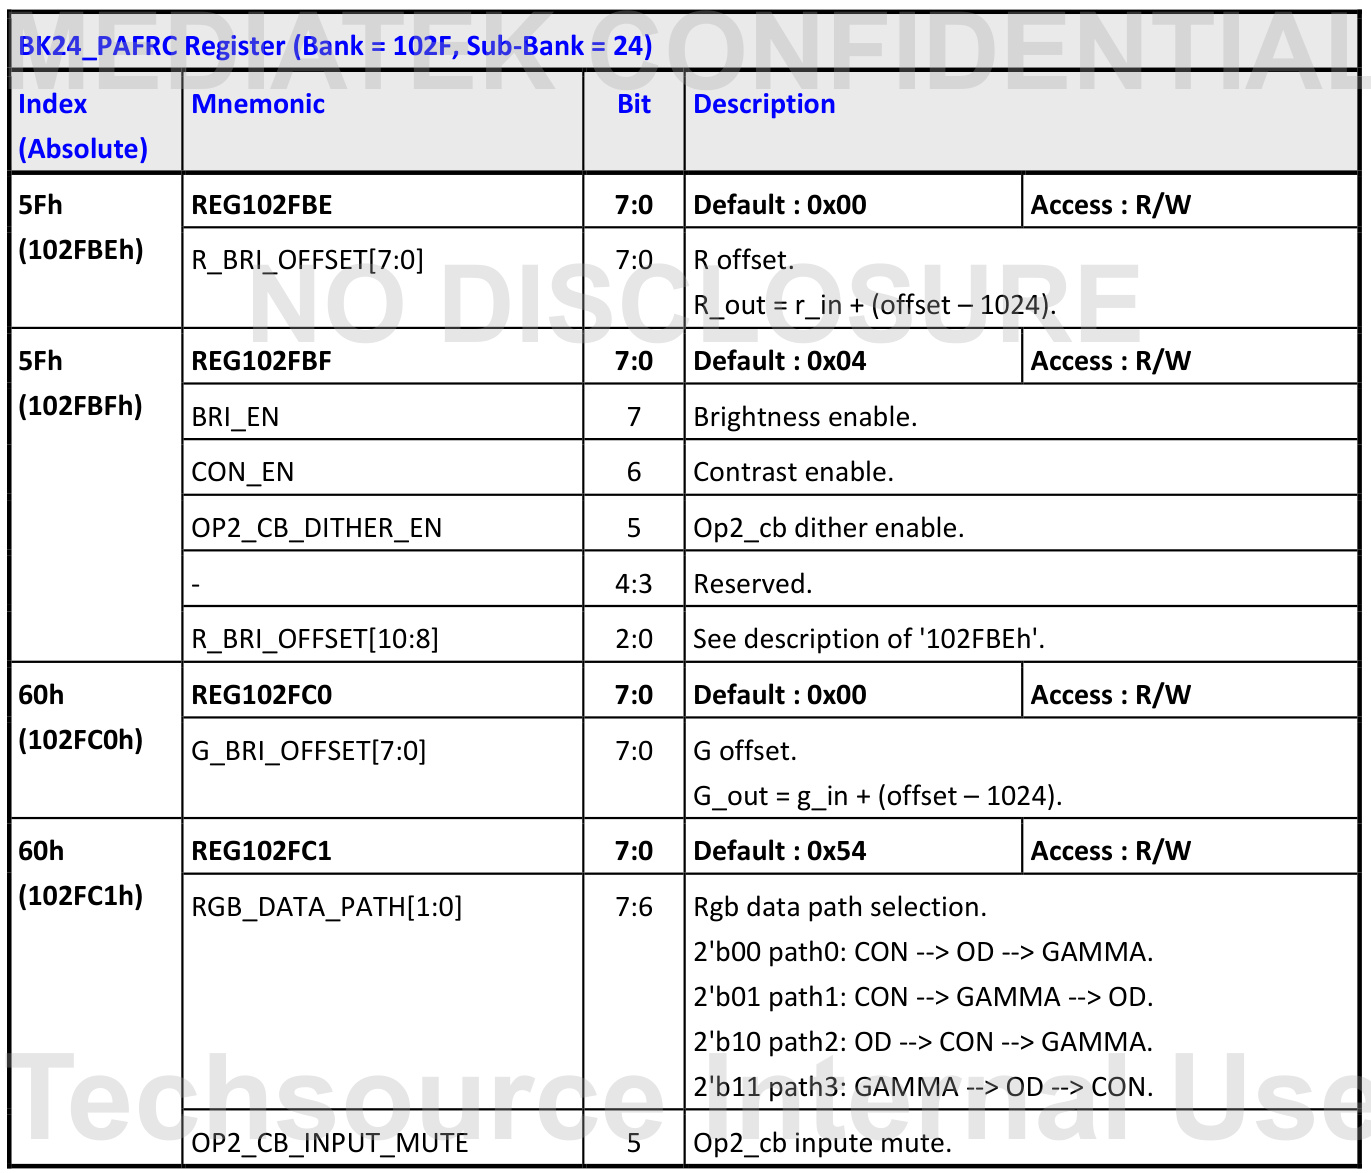 MEDIATEK CONFIDENTIAL
BK24_PAFRC Register (Bank = 102F, Sub-Bank = 24)
Index (Absolute) Mnemonic Bit Description
5Fh (102FBEh) REG102FBE 7:0 Default : 0x00 Access : R/W
R_BRI_OFFSET[7:0] 7:0 R offset.
R_out = r_in + (offset – 1024).
NO DISCLOSURE
5Fh (102FBFh) REG102FBF 7:0 Default : 0x04 Access : R/W
BRI_EN 7 Brightness enable.
CON_EN 6 Contrast enable.
OP2_CB_DITHER_EN 5 Op2_cb dither enable.
- 4:3 Reserved.
R_BRI_OFFSET[10:8] 2:0 See description of '102FBEh'.
60h (102FC0h) REG102FC0 7:0 Default : 0x00 Access : R/W
G_BRI_OFFSET[7:0] 7:0 G offset.
G_out = g_in + (offset – 1024).
60h (102FC1h) REG102FC1 7:0 Default : 0x54 Access : R/W
RGB_DATA_PATH[1:0] 7:6 Rgb data path selection.
2'b00 path0: CON --> OD --> GAMMA.
2'b01 path1: CON --> GAMMA --> OD.
2'b10 path2: OD --> CON --> GAMMA.
2'b11 path3: GAMMA --> OD --> CON.
Techsource Internal Use
OP2_CB_INPUT_MUTE 5 Op2_cb inpute mute.